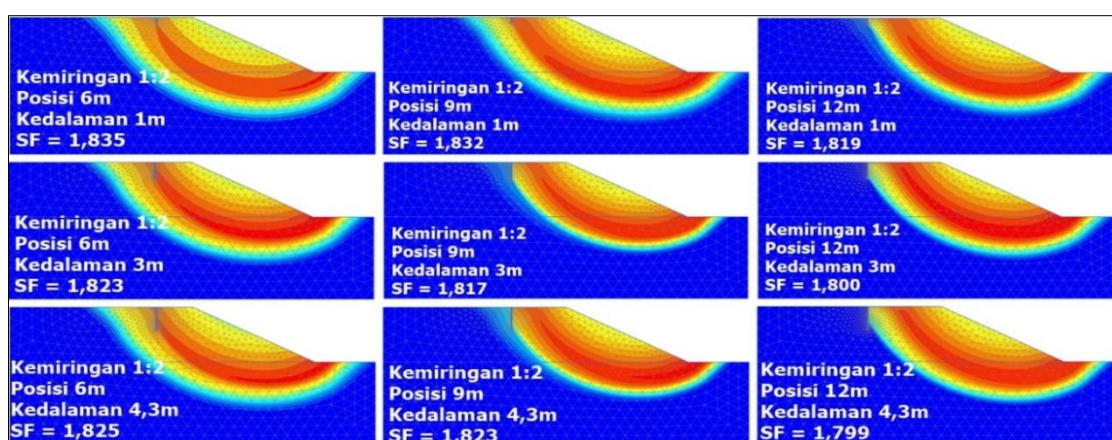 Kemiringan 1:2
Posisi 6m
Kedalaman 1m
SF = 1,835
Kemiringan 1:2
Posisi 9m
Kedalaman 1m
SF = 1,832
Kemiringan 1:2
Posisi 12m
Kedalaman 1m
SF = 1,819
Kemiringan 1:2
Posisi 6m
Kedalaman 3m
SF = 1,823
Kemiringan 1:2
Posisi 9m
Kedalaman 3m
SF = 1,817
Kemiringan 1:2
Posisi 12m
Kedalaman 3m
SF = 1,800
Kemiringan 1:2
Posisi 6m
Kedalaman 4,3m
SF = 1,825
Kemiringan 1:2
Posisi 9m
Kedalaman 4,3m
SF = 1,823
Kemiringan 1:2
Posisi 12m
Kedalaman 4,3m
SF = 1,799